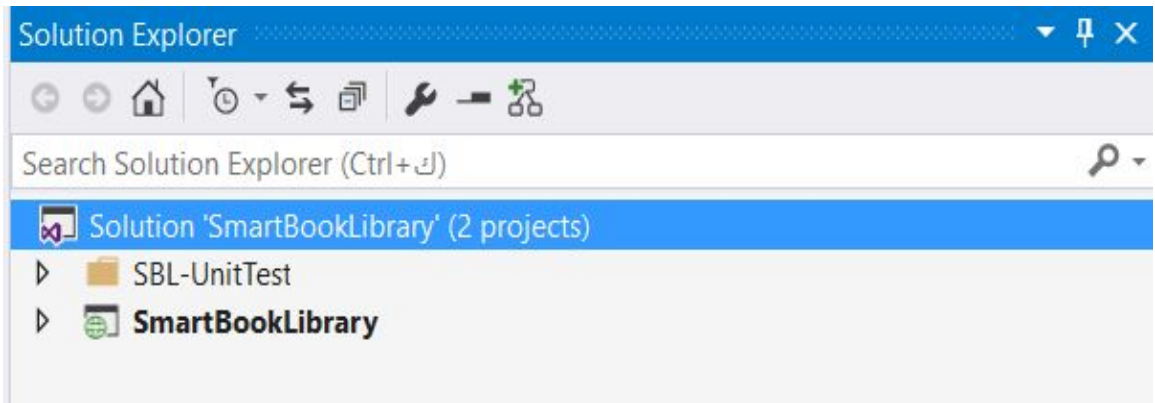 Solution Explorer
Search Solution Explorer (Ctrl+ك)
Solution 'SmartBookLibrary' (2 projects)
SBL-UnitTest
SmartBookLibrary